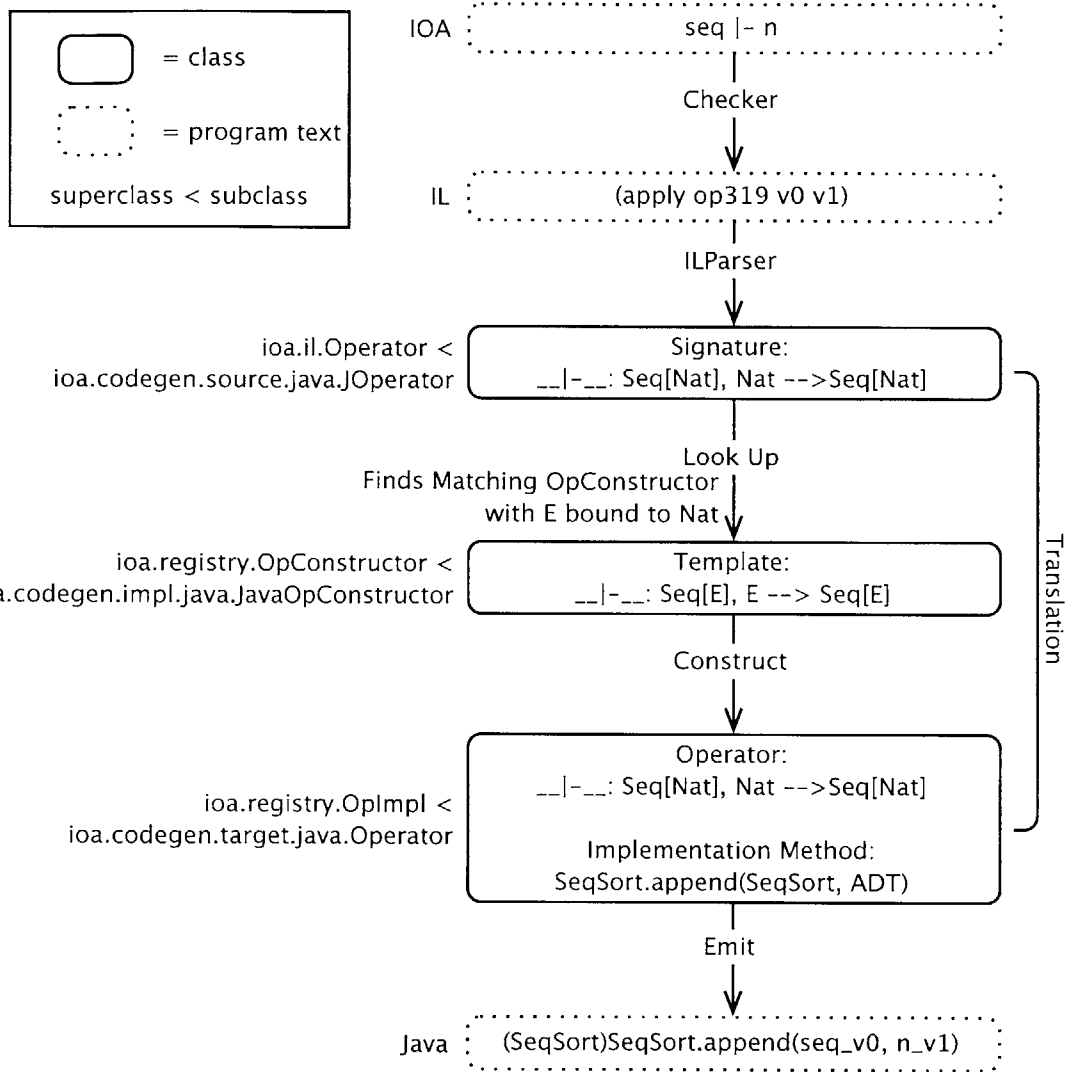 = class
= program text
superclass < subclass
IOA
seq |- n
Checker
IL
(apply op319 v0 v1)
ILParser
ioa.il.Operator <
ioa.codegen.source.java.JOperator
Signature:
__|-__: Seq[Nat], Nat -->Seq[Nat]
Look Up
Finds Matching OpConstructor
with E bound to Nat
ioa.registry.OpConstructor <
a.codegen.impl.java.JavaOpConstructor
Template:
__|-__: Seq[E], E --> Seq[E]
Translation
Construct
ioa.registry.OpImpl <
ioa.codegen.target.java.Operator
Operator:
__|-__: Seq[Nat], Nat -->Seq[Nat]
Implementation Method:
SeqSort.append(SeqSort, ADT)
Emit
Java
(SeqSort)SeqSort.append(seq_v0, n_v1)